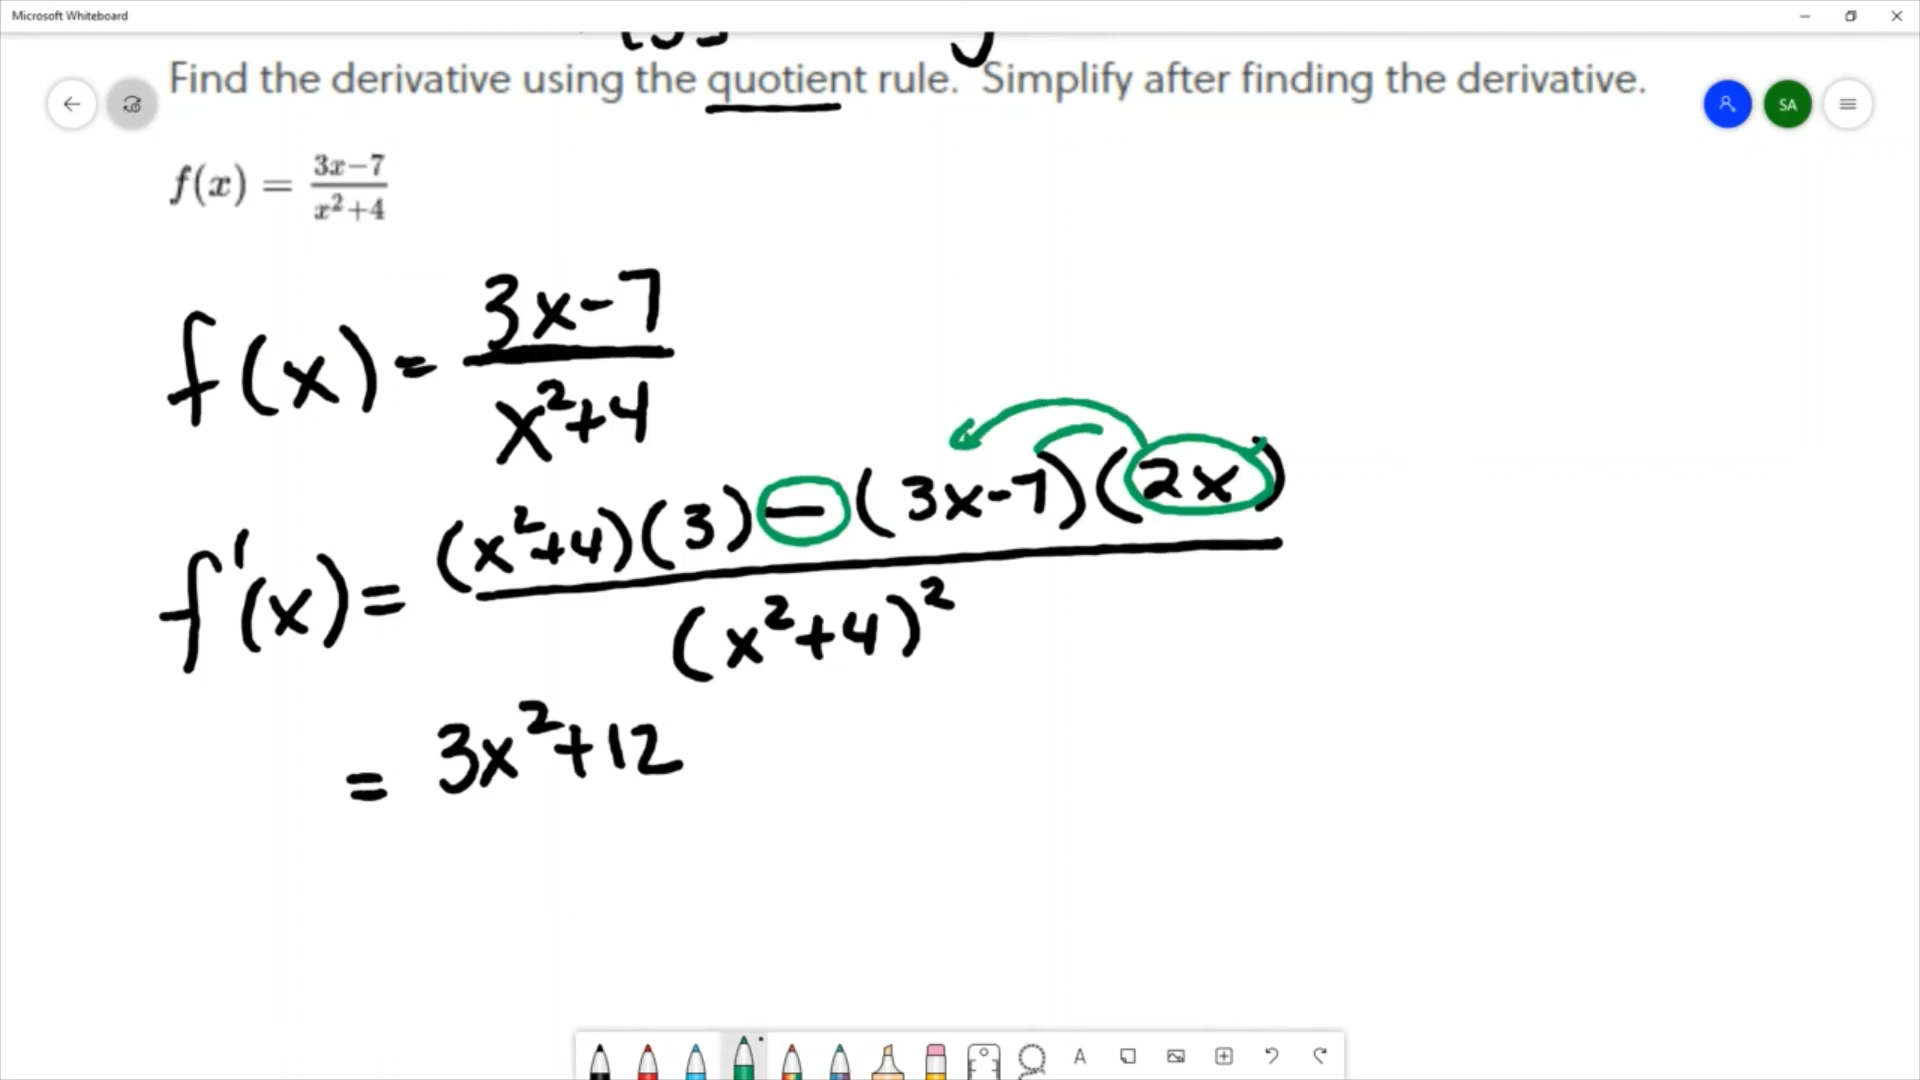 Microsoft Whiteboard
Find the derivative using the quotient rule. Simplify after finding the derivative.
SA
f(x) = 3x−7 / x²+4
f(x) = 3x-7 / x²+4
f'(x) = (x²+4)(3) − (3x-7)(2x) / (x²+4)²
= 3x²+12
A